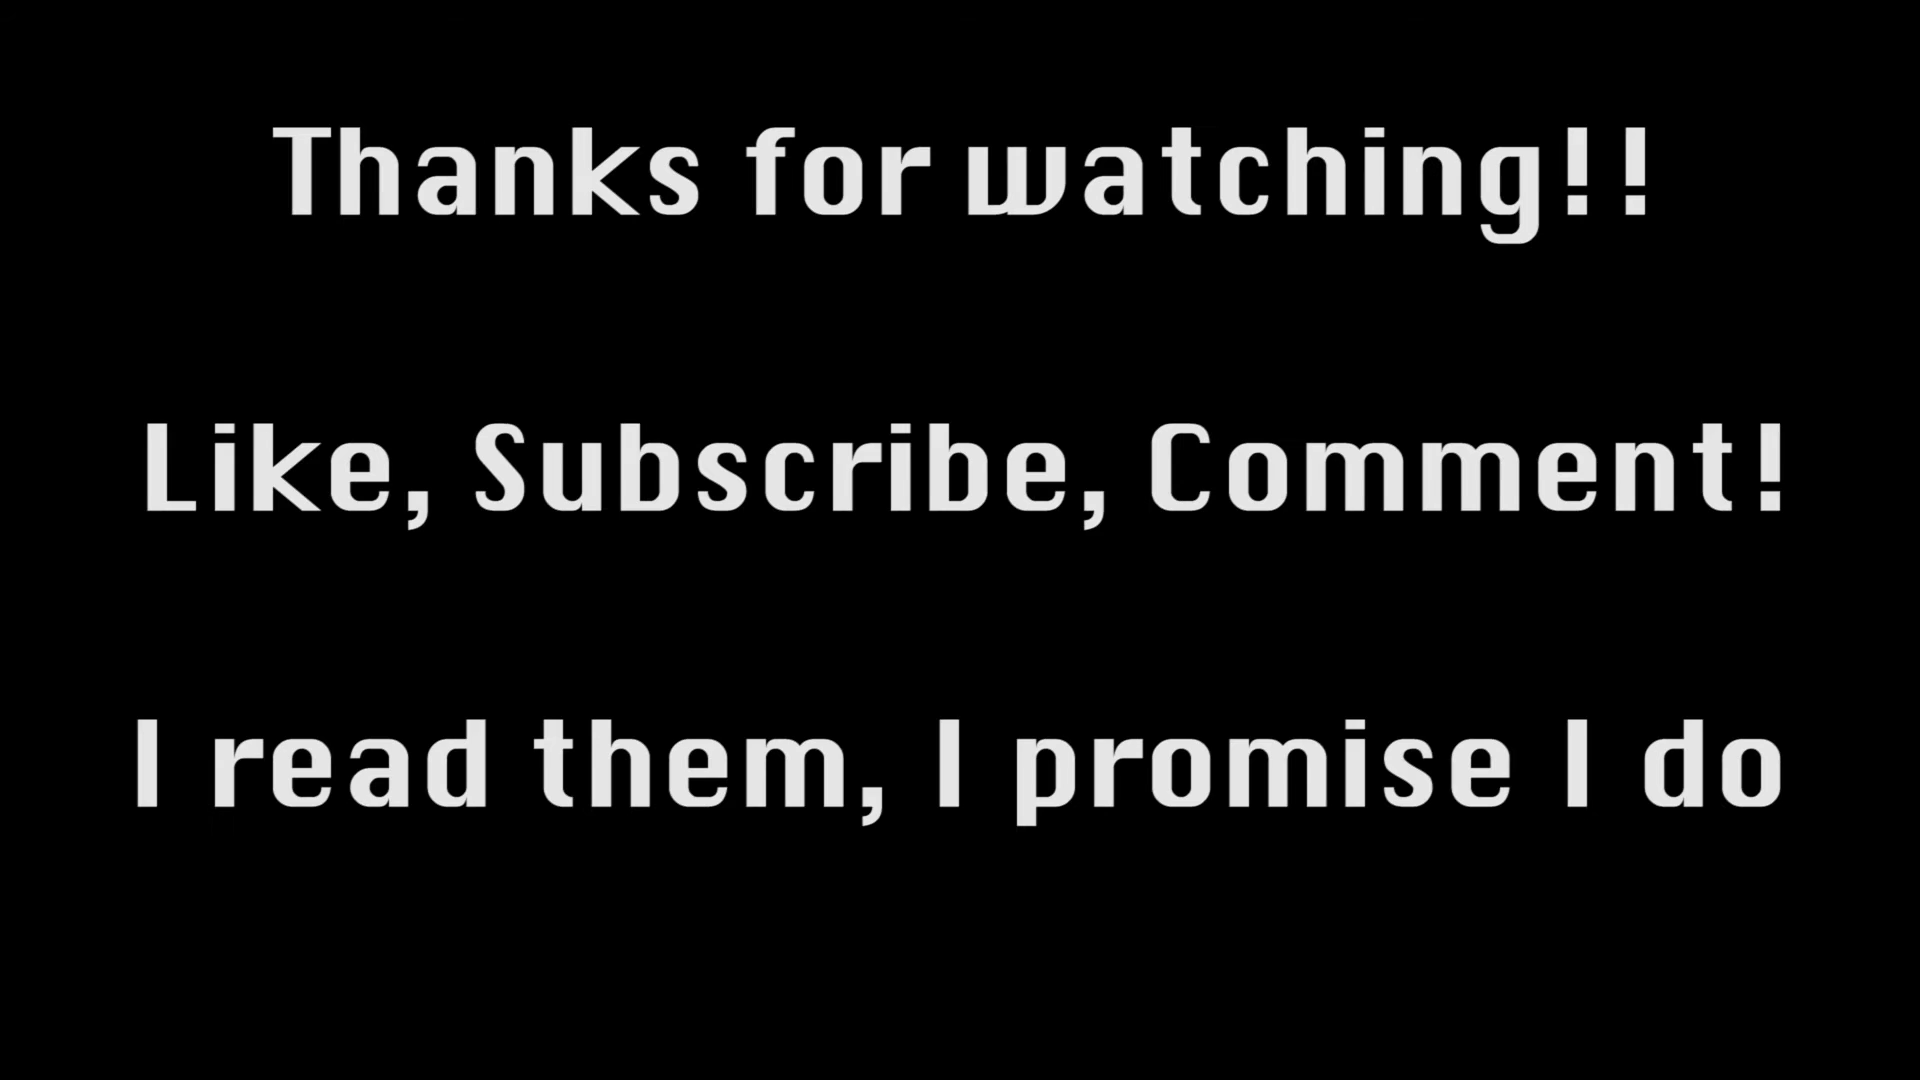 Thanks for watching!!
Like, Subscribe, Comment!
I read them, I promise I do